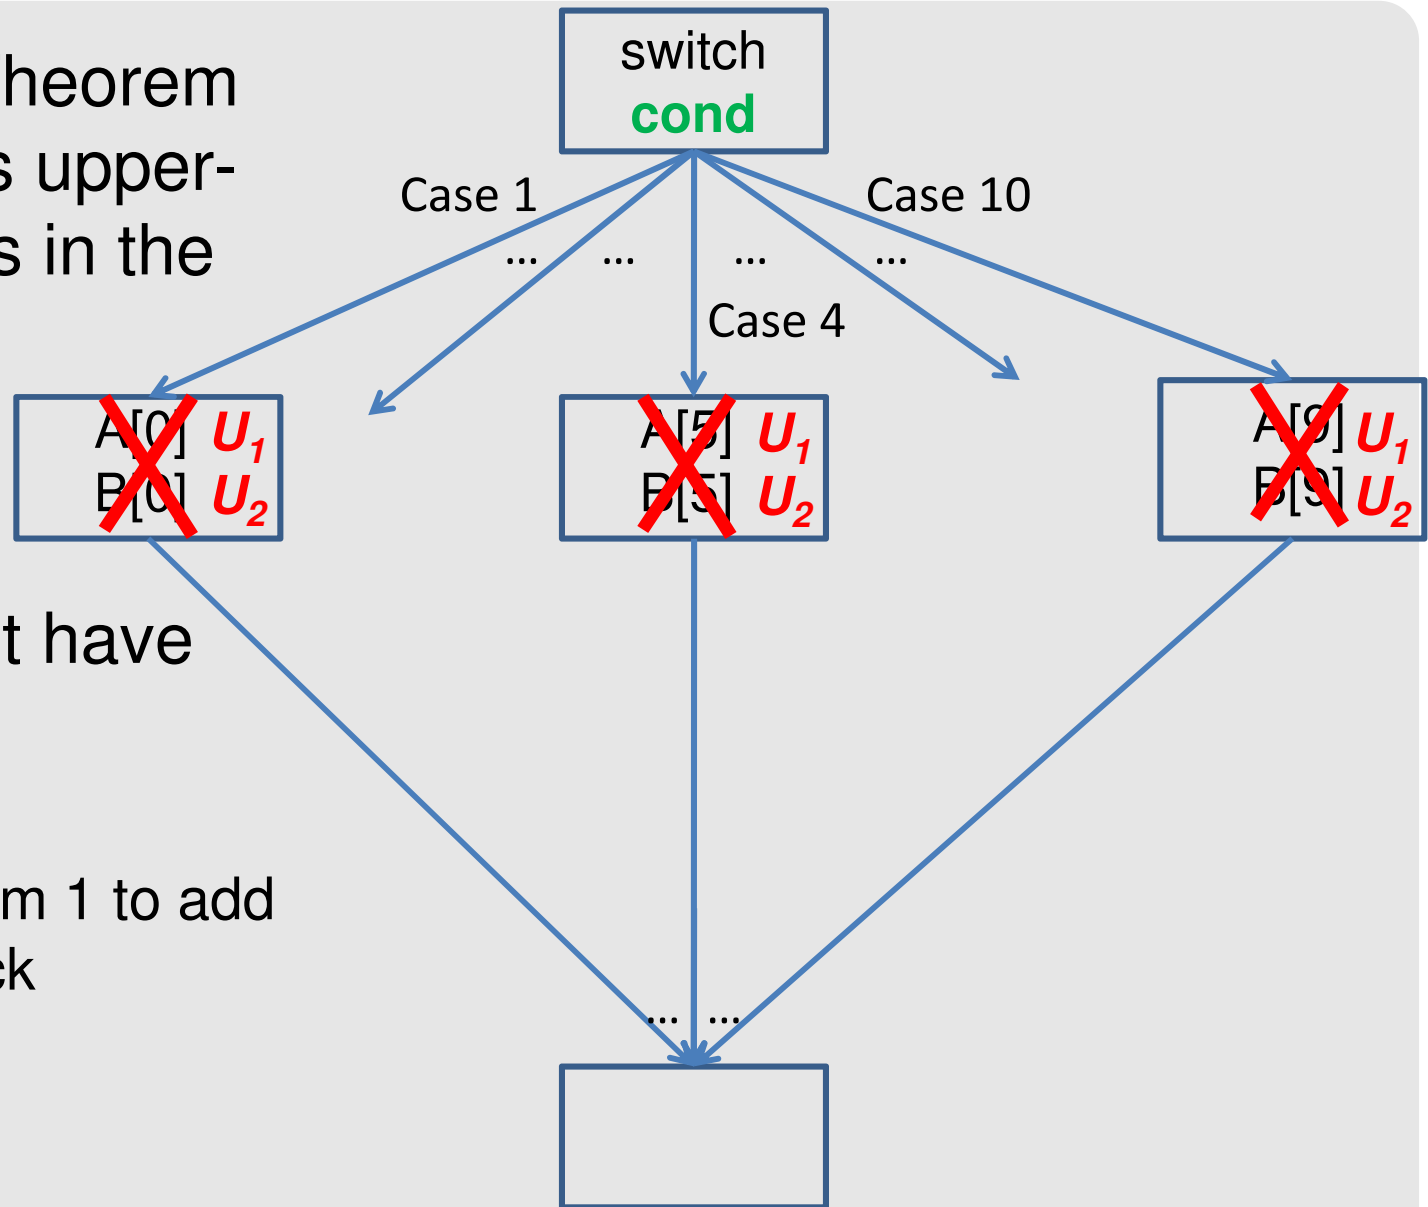 switch
cond
heorem
s upper-
s in the
Case 1
Case 10
... ... ... ...
Case 4
A[0] U1
B[0] U2
A[5] U1
B[5] U2
A[9] U1
B[9] U2
t have
m 1 to add
ck
... ...